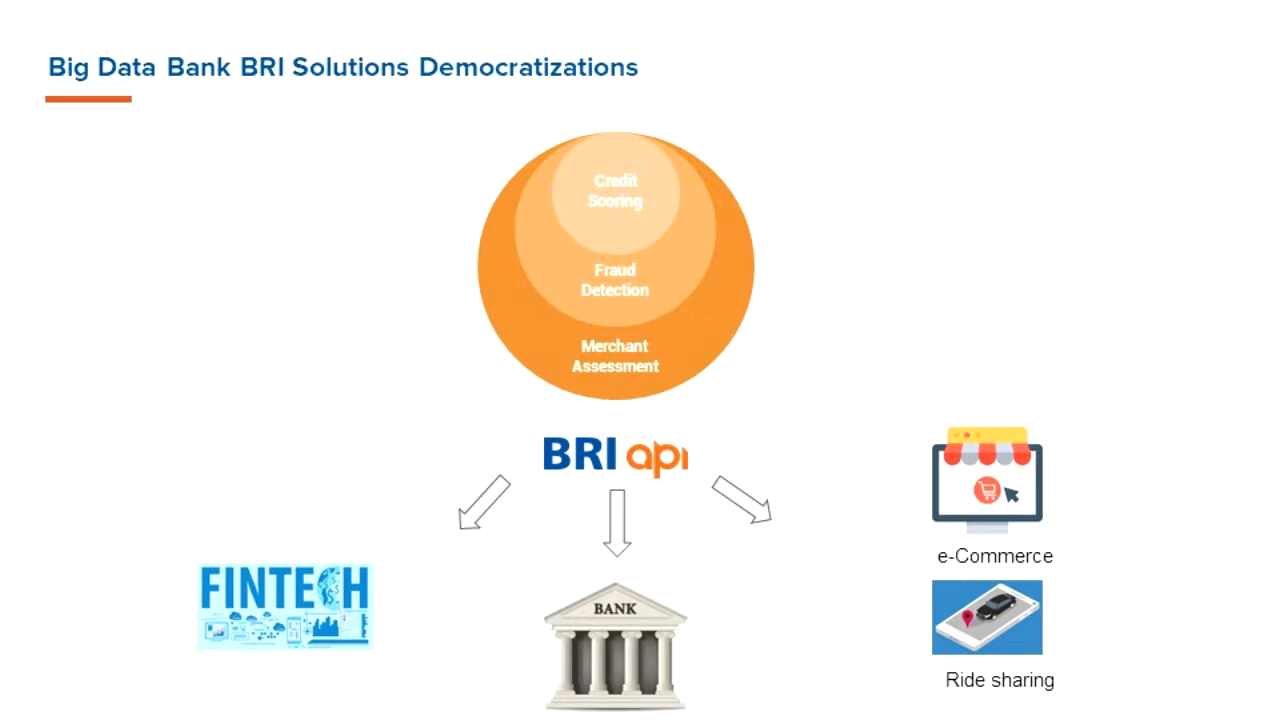 Big Data Bank BRI Solutions Democratizations
Credit
Scoring
Fraud
Detection
Merchant
Assessment
BRI api
FINTECH
BANK
e-Commerce
Ride sharing